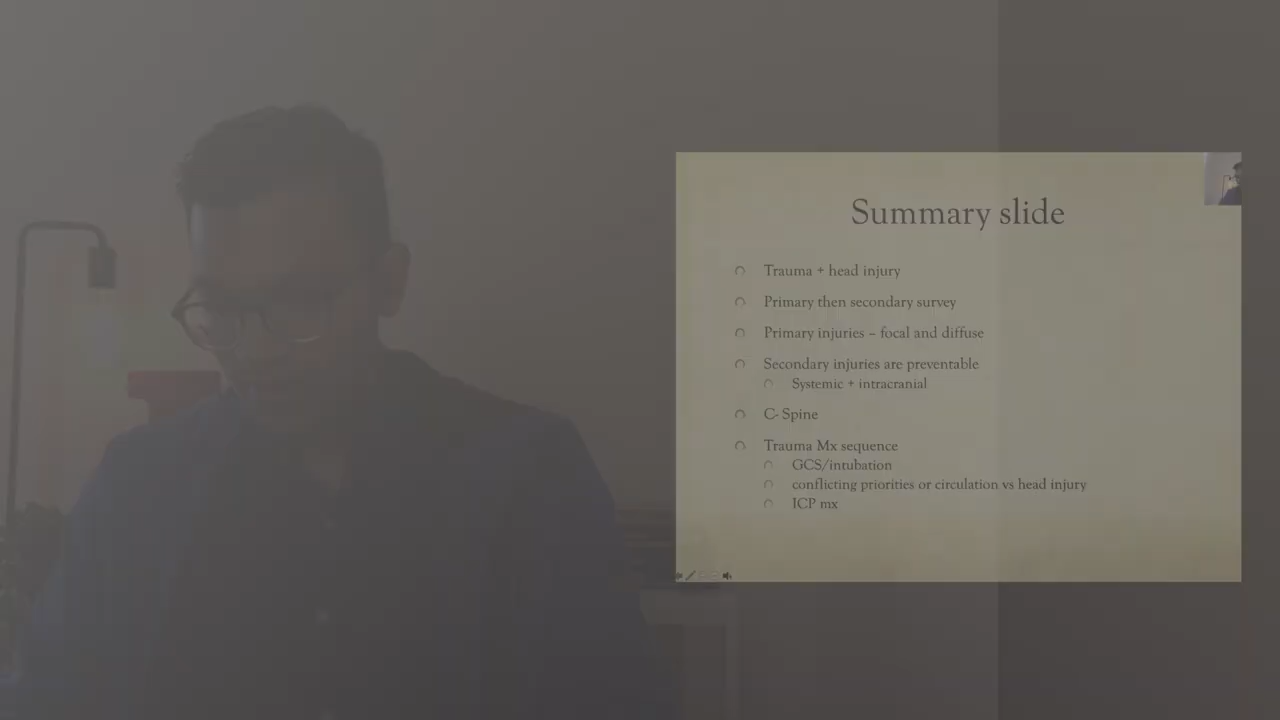 Summary slide
Trauma + head injury
Primary then secondary survey
Primary injuries – focal and diffuse
Secondary injuries are preventable
Systemic + intracranial
C- Spine
Trauma Mx sequence
GCS/intubation
conflicting priorities or circulation vs head injury
ICP mx